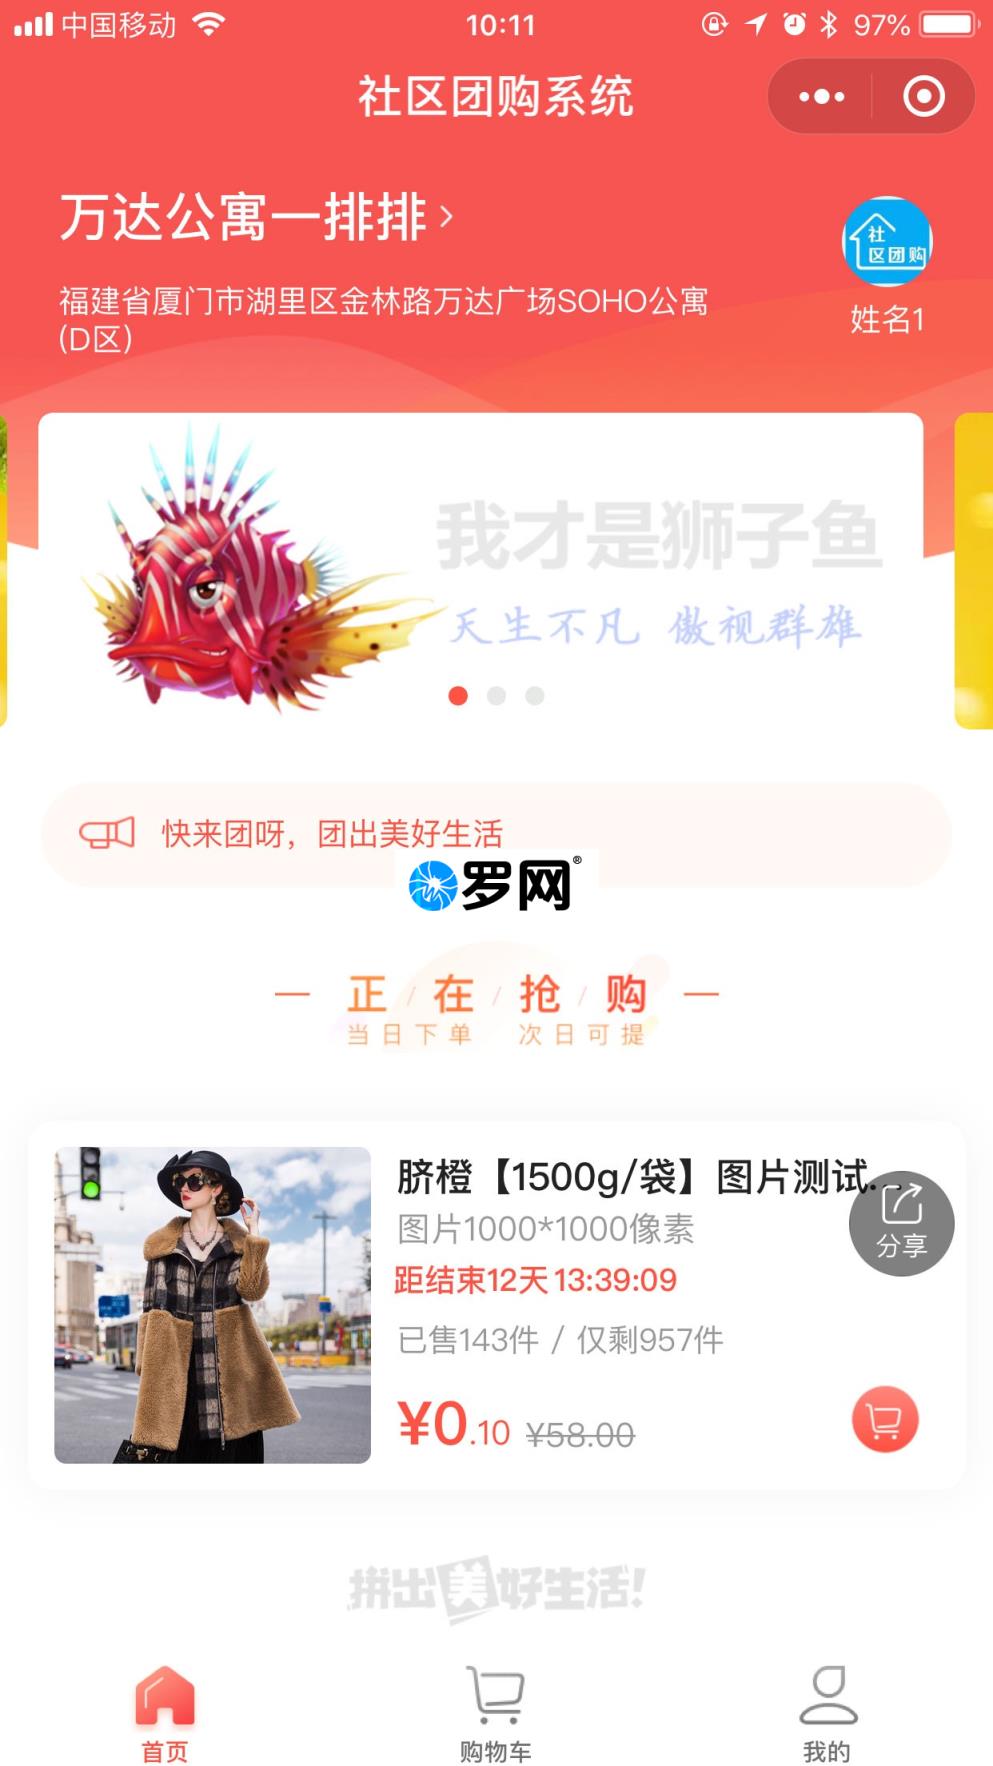 中国移动
10:11
97%
社区团购系统
万达公寓一排排
福建省厦门市湖里区金林路万达广场SOHO公寓
(D区)
社
区团购
姓名1
我才是狮子鱼
天生不凡 傲视群雄
快来团呀，团出美好生活
罗网®
正/在/抢/购
当日下单 次日可提
脐橙【1500g/袋】图片测试...
图片1000*1000像素
分享
距结束12天13:39:09
已售143件 / 仅剩957件
¥0.10 ¥58.00
拼出美好生活!
首页
购物车
我的